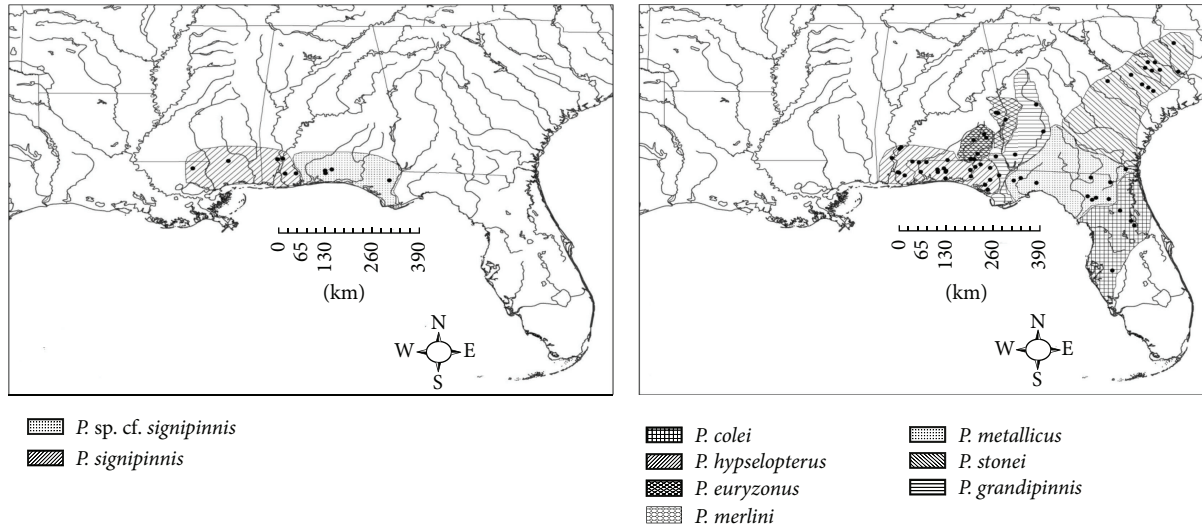 0
65
130
260
390
(km)
N
W E
S
P. sp. cf. signipinnis
P. signipinnis
0
65
130
260
390
(km)
N
W E
S
P. colei
P. hypselopterus
P. euryzonus
P. merlini
P. metallicus
P. stonei
P. grandipinnis